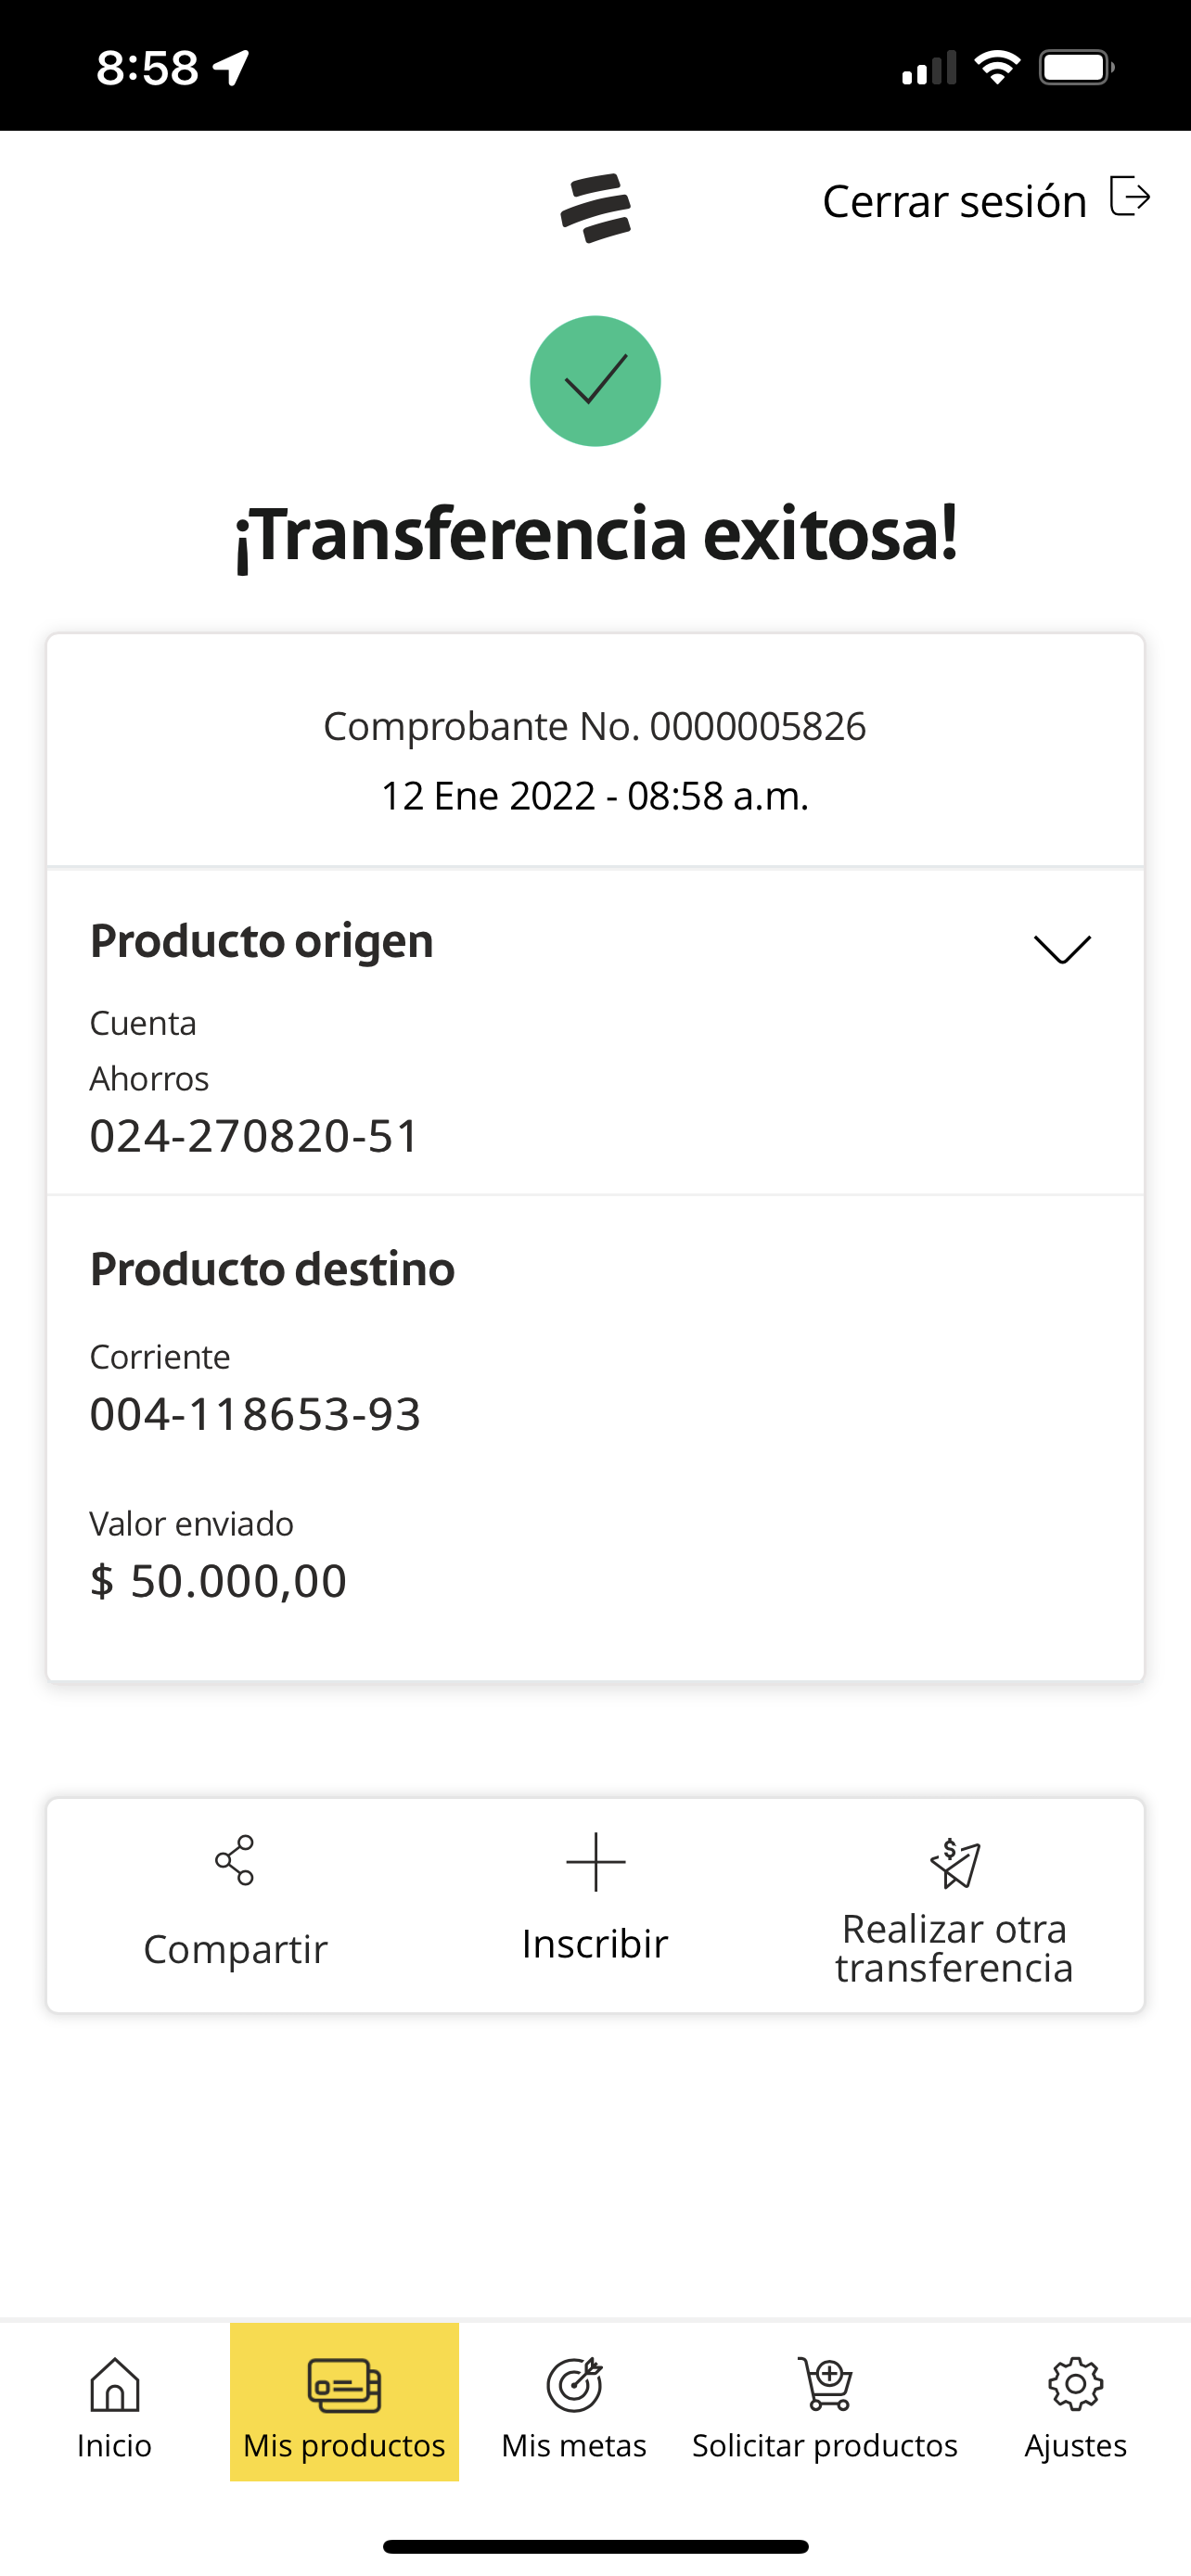 8:58
Cerrar sesión
¡Transferencia exitosa!
Comprobante No. 0000005826
12 Ene 2022 - 08:58 a.m.
Producto origen
Cuenta
Ahorros
024-270820-51
Producto destino
Corriente
004-118653-93
Valor enviado
$ 50.000,00
Compartir
Inscribir
Realizar otra
transferencia
Inicio
Mis productos
Mis metas
Solicitar productos
Ajustes